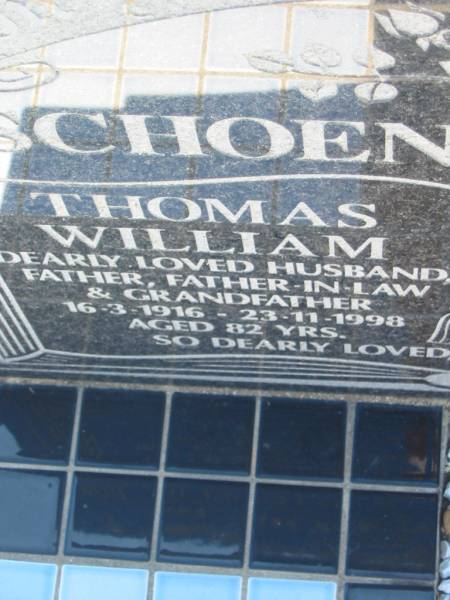 CHOEN
THOMAS
WILLIAM
DEARLY LOVED HUSBAND,
FATHER, FATHER-IN-LAW
& GRANDFATHER
16-3-1916 - 23-11-1998
AGED 82 YRS.
SO DEARLY LOVED